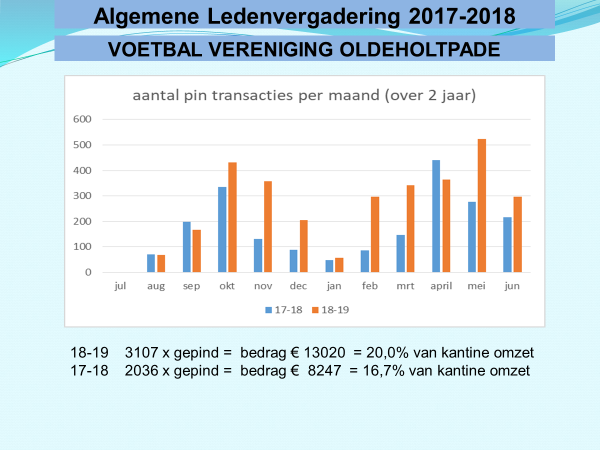 Algemene Ledenvergadering 2017-2018
VOETBAL VERENIGING OLDEHOLTPADE
aantal pin transacties per maand (over 2 jaar)
600
500
400
300
200
100
0
jul aug sep okt nov dec jan feb mrt april mei jun
17-18 18-19
18-19 3107 x gepind = bedrag € 13020 = 20,0% van kantine omzet
17-18 2036 x gepind = bedrag € 8247 = 16,7% van kantine omzet